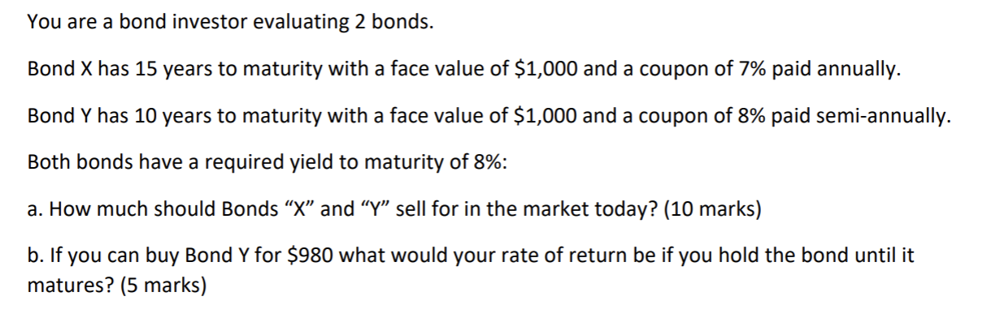 You are a bond investor evaluating 2 bonds.
Bond X has 15 years to maturity with a face value of $1,000 and a coupon of 7% paid annually.
Bond Y has 10 years to maturity with a face value of $1,000 and a coupon of 8% paid semi-annually.
Both bonds have a required yield to maturity of 8%:
a. How much should Bonds “X” and “Y” sell for in the market today? (10 marks)
b. If you can buy Bond Y for $980 what would your rate of return be if you hold the bond until it
matures? (5 marks)